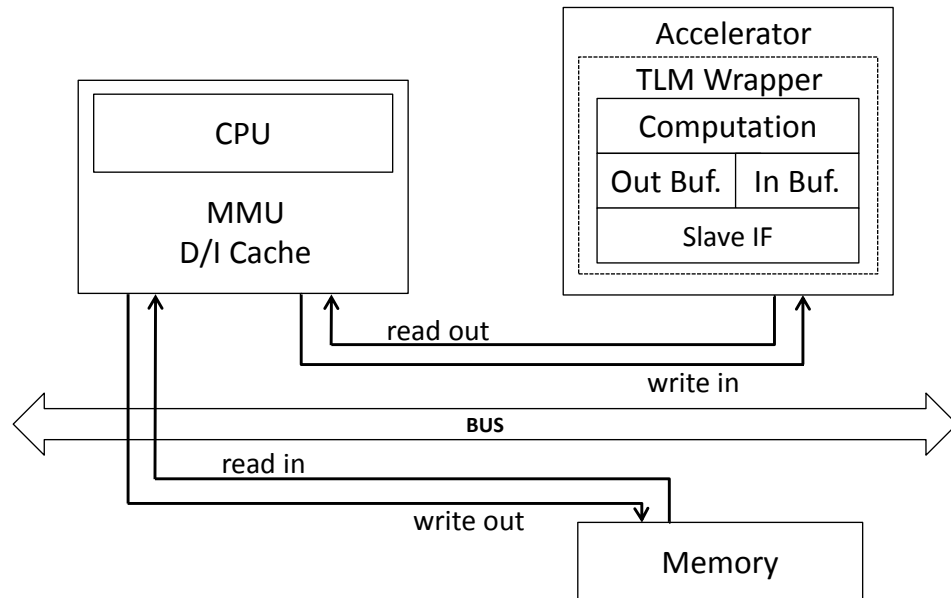 Accelerator
TLM Wrapper
Computation
Out Buf.
In Buf.
Slave IF
CPU
MMU
D/I Cache
read out
write in
BUS
read in
write out
Memory